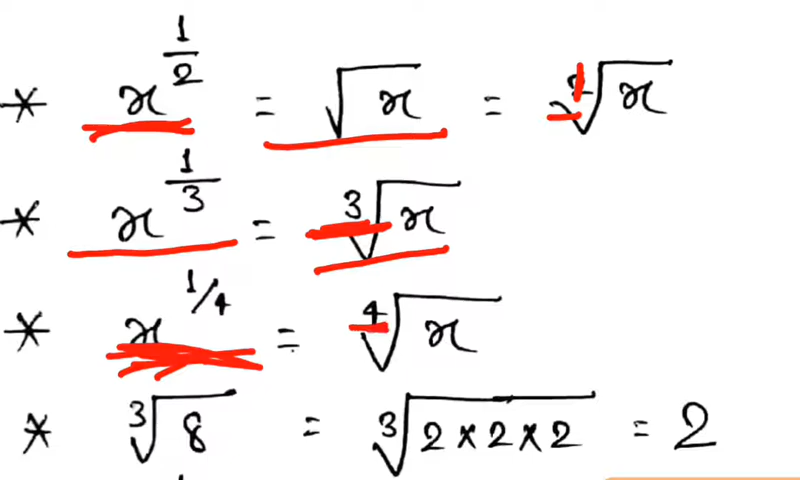 * x^{1/2} = √x = ²√x
* x^{1/3} = ³√x
* x^{1/4} = ⁴√x
* ³√8 = ³√(2×2×2) = 2